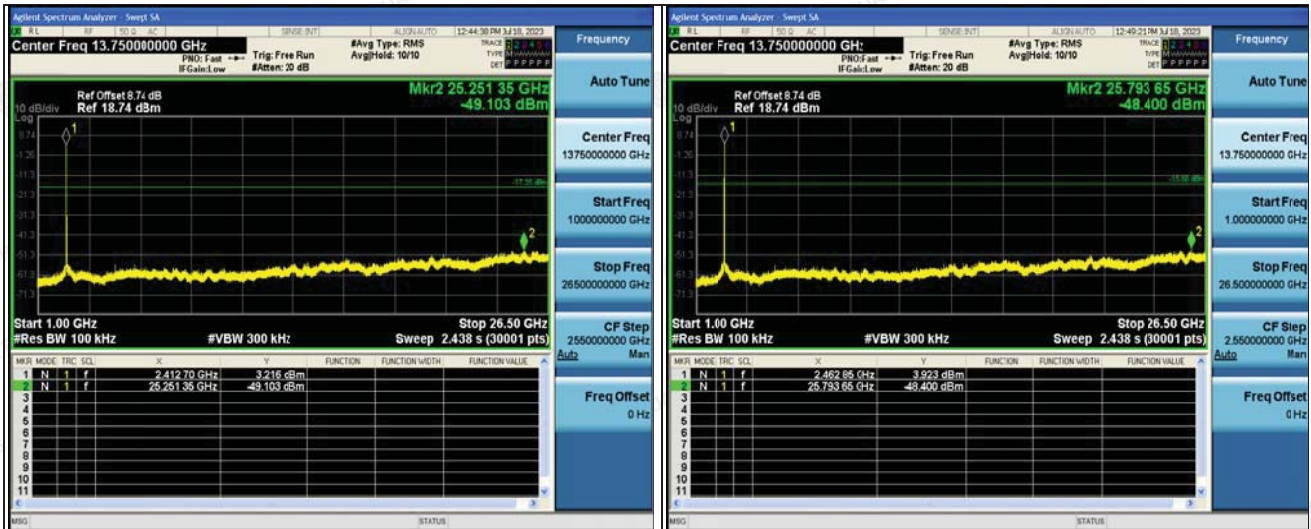 Agilent Spectrum Analyzer - Swept SA
RL RF 50 Ω AC SENSE:INT ALIGN AUTO 12:44:38 PM Jul 18, 2023
Center Freq 13.750000000 GHz
PNO: Fast
IFGain:Low
Trig: Free Run
#Atten: 20 dB
#Avg Type: RMS
Avg|Hold: 10/10
TRACE 1 2 3 4 5 6
TYPE
DET P P P P P P
Mkr2 25.251 35 GHz
-49.103 dBm
Ref Offset 8.74 dB
10 dB/div Ref 18.74 dBm
Log
8.74
-1.26
-11.3
-21.3
-31.3
-41.3
-51.3
-61.3
-71.3
1
2
Start 1.00 GHz
Stop 26.50 GHz
#Res BW 100 kHz #VBW 300 kHz Sweep 2.438 s (30001 pts)
MKR MODE TRC SCL X Y FUNCTION FUNCTION WIDTH FUNCTION VALUE
1 N 1 f 2.412 70 GHz 3.216 dBm
2 N 1 f 25.251 35 GHz -49.103 dBm
3
4
5
6
7
8
9
10
11
MSG STATUS
Frequency
Auto Tune
Center Freq
13750000000 GHz
Start Freq
1000000000 GHz
Stop Freq
26500000000 GHz
CF Step
2550000000 GHz
Auto Man
Freq Offset
0 Hz
Agilent Spectrum Analyzer - Swept SA
RL RF 50 Ω AC SENSE:INT ALIGN AUTO 12:49:21 PM Jul 18, 2023
Center Freq 13.750000000 GHz
PNO: Fast
IFGain:Low
Trig: Free Run
#Atten: 20 dB
#Avg Type: RMS
Avg|Hold: 10/10
TRACE 1 2 3 4 5 6
TYPE
DET P P P P P P
Mkr2 25.793 65 GHz
-48.400 dBm
Ref Offset 8.74 dB
10 dB/div Ref 18.74 dBm
Log
8.74
-1.26
-11.3
-21.3
-31.3
-41.3
-51.3
-61.3
-71.3
1
2
Start 1.00 GHz
Stop 26.50 GHz
#Res BW 100 kHz #VBW 300 kHz Sweep 2.438 s (30001 pts)
MKR MODE TRC SCL X Y FUNCTION FUNCTION WIDTH FUNCTION VALUE
1 N 1 f 2.462 85 GHz 3.923 dBm
2 N 1 f 25.793 65 GHz -48.400 dBm
3
4
5
6
7
8
9
10
11
MSG STATUS
Frequency
Auto Tune
Center Freq
13.750000000 GHz
Start Freq
1.000000000 GHz
Stop Freq
26.500000000 GHz
CF Step
2.550000000 GHz
Auto Man
Freq Offset
0 Hz